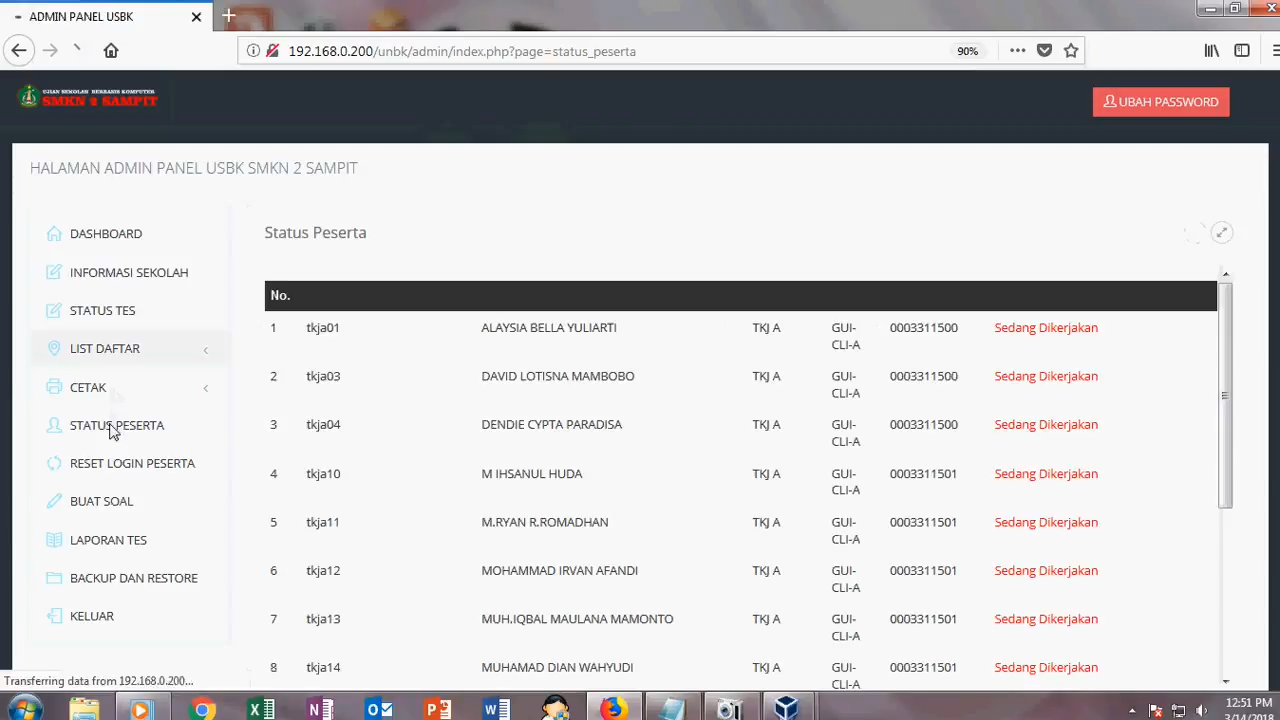 ADMIN PANEL USBK
192.168.0.200/unbk/admin/index.php?page=status_peserta
90%
UJIAN SEKOLAH BERBASIS KOMPUTER
SMKN 2 SAMPIT
UBAH PASSWORD
HALAMAN ADMIN PANEL USBK SMKN 2 SAMPIT
DASHBOARD
INFORMASI SEKOLAH
STATUS TES
LIST DAFTAR
CETAK
STATUS PESERTA
RESET LOGIN PESERTA
BUAT SOAL
LAPORAN TES
BACKUP DAN RESTORE
KELUAR
Status Peserta
No.
1 tkja01 ALAYSIA BELLA YULIARTI TKJ A GUI- 0003311500 Sedang Dikerjakan
CLI-A
2 tkja03 DAVID LOTISNA MAMBOBO TKJ A GUI- 0003311500 Sedang Dikerjakan
CLI-A
3 tkja04 DENDIE CYPTA PARADISA TKJ A GUI- 0003311500 Sedang Dikerjakan
CLI-A
4 tkja10 M IHSANUL HUDA TKJ A GUI- 0003311501 Sedang Dikerjakan
CLI-A
5 tkja11 M.RYAN R.ROMADHAN TKJ A GUI- 0003311501 Sedang Dikerjakan
CLI-A
6 tkja12 MOHAMMAD IRVAN AFANDI TKJ A GUI- 0003311501 Sedang Dikerjakan
CLI-A
7 tkja13 MUH.IQBAL MAULANA MAMONTO TKJ A GUI- 0003311501 Sedang Dikerjakan
CLI-A
8 tkja14 MUHAMAD DIAN WAHYUDI TKJ A GUI- 0003311501 Sedang Dikerjakan
CLI-A
Transferring data from 192.168.0.200...
12:51 PM
3/14/2018